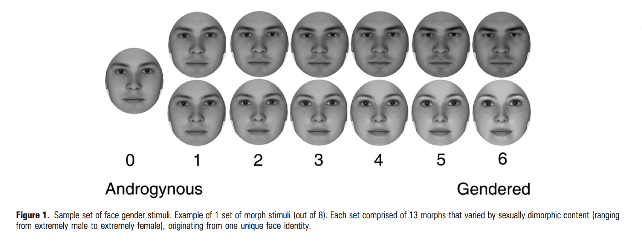 0 1 2 3 4 5 6
Androgynous Gendered
Figure 1. Sample set of face gender stimuli. Example of 1 set of morph stimuli (out of 8). Each set comprised of 13 morphs that varied by sexually dimorphic content (ranging
from extremely male to extremely female), originating from one unique face identity.